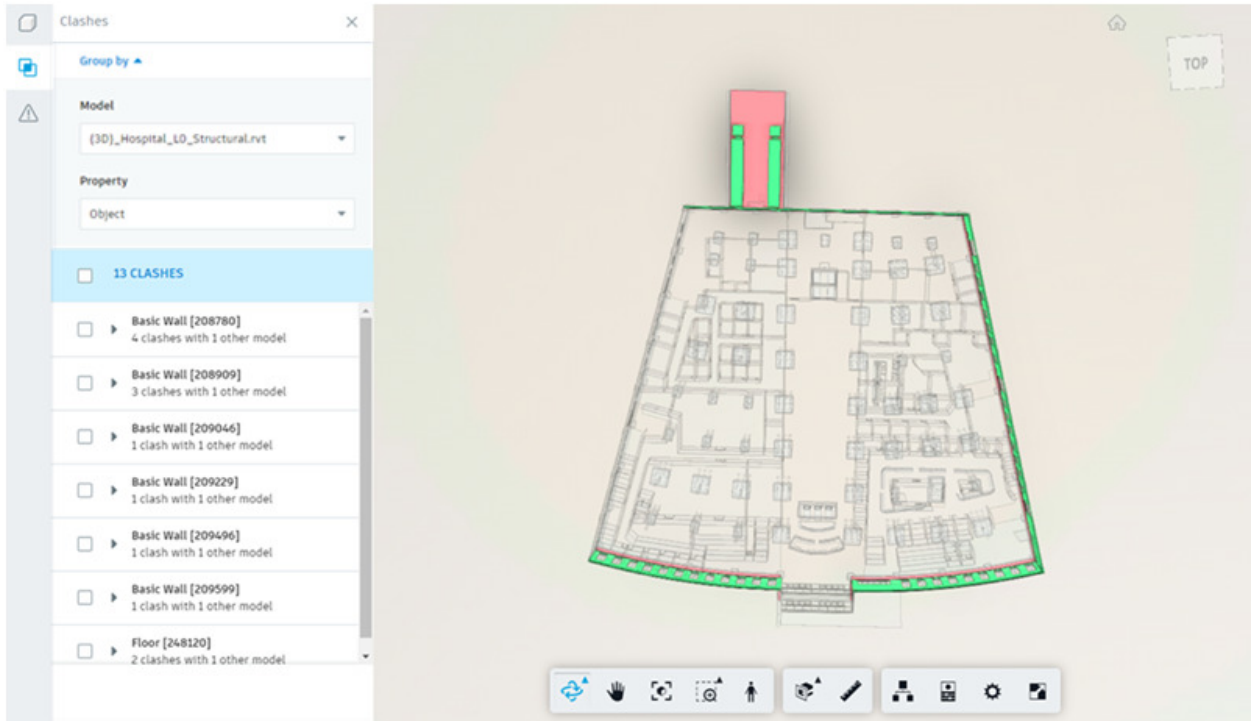 Clashes
Group by
Model
{3D}_Hospital_L0_Structural.rvt
Property
Object
13 CLASHES
Basic Wall [208780]
4 clashes with 1 other model
Basic Wall [208909]
3 clashes with 1 other model
Basic Wall [209046]
1 clash with 1 other model
Basic Wall [209229]
1 clash with 1 other model
Basic Wall [209496]
1 clash with 1 other model
Basic Wall [209599]
1 clash with 1 other model
Floor [248120]
2 clashes with 1 other model
TOP